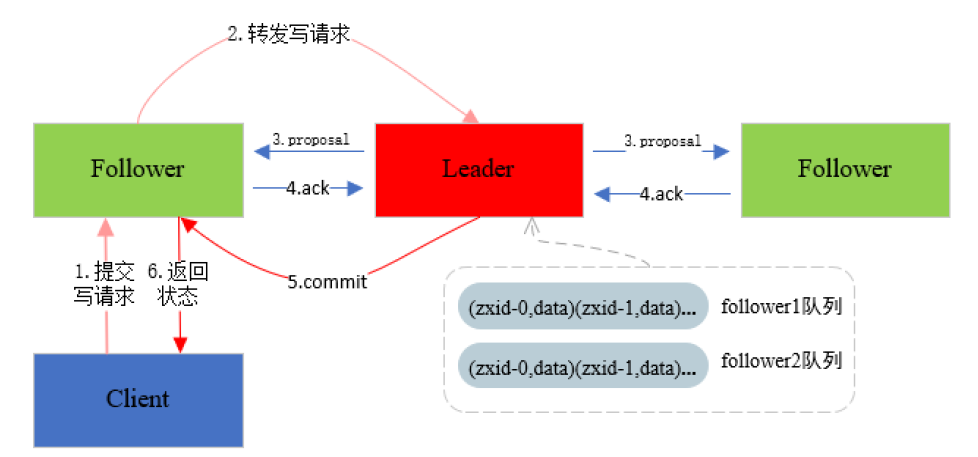 2.转发写请求
3.proposal
3.proposal
Follower
Leader
Follower
4.ack
4.ack
1.提交
写请求
6.返回
状态
5.commit
(zxid-0,data)(zxid-1,data)...
follower1队列
(zxid-0,data)(zxid-1,data)...
follower2队列
Client